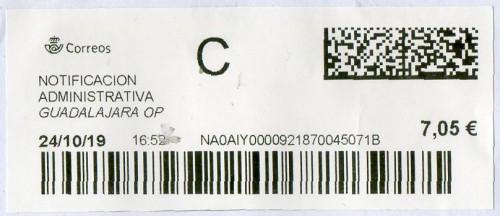 Correos
C
NOTIFICACION
ADMINISTRATIVA
GUADALAJARA OP
7,05 €
24/10/19 16:52 NA0AIY0000921870045071B